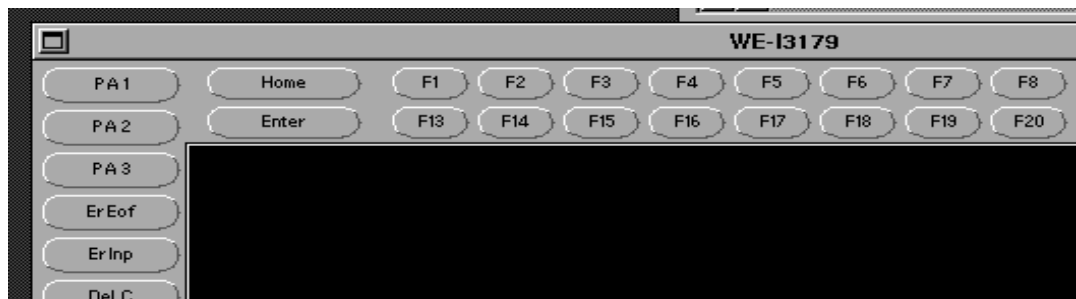 WE-I3179
PA1 Home F1 F2 F3 F4 F5 F6 F7 F8
PA2 Enter F13 F14 F15 F16 F17 F18 F19 F20
PA3
ErEof
ErInp
DelC